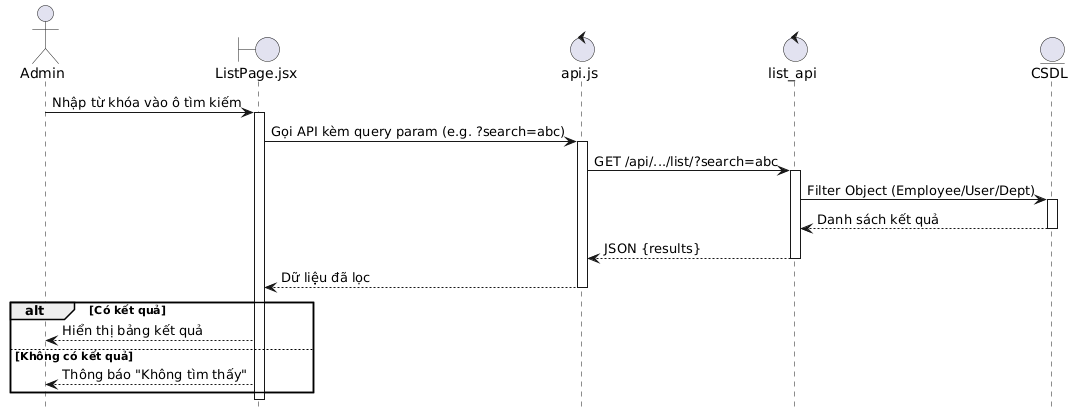 Admin
ListPage.jsx
api.js
list_api
CSDL
Nhập từ khóa vào ô tìm kiếm
Gọi API kèm query param (e.g. ?search=abc)
GET /api/.../list/?search=abc
Filter Object (Employee/User/Dept)
Danh sách kết quả
JSON {results}
Dữ liệu đã lọc
alt [Có kết quả]
Hiển thị bảng kết quả
[Không có kết quả]
Thông báo "Không tìm thấy"